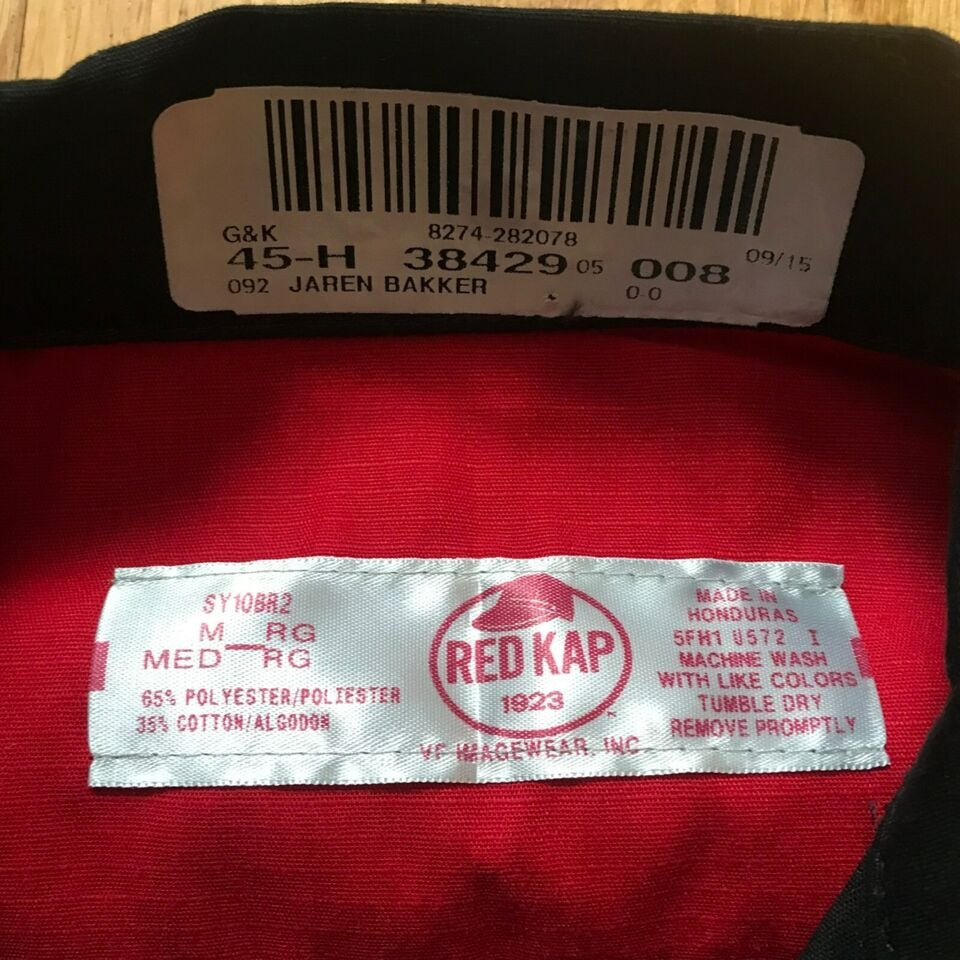 G&K 8274-282078
45-H 38429 05 008 09/15
092 JAREN BAKKER 0-0
SY10BR2
M RG
MED RG
65% POLYESTER/POLIESTER
35% COTTON/ALGODON
RED KAP
1923
VF IMAGEWEAR, INC
MADE IN
HONDURAS
5FH1 0572 I
MACHINE WASH
WITH LIKE COLORS
TUMBLE DRY
REMOVE PROMPTLY